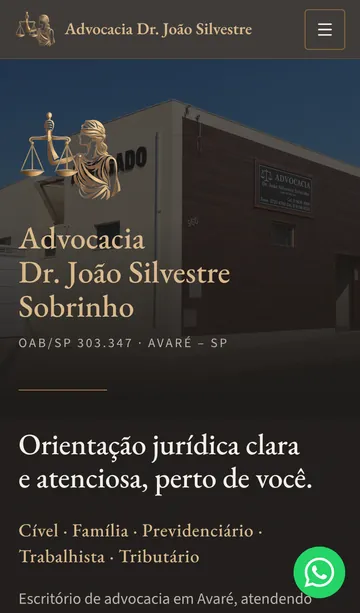 Advocacia Dr. João Silvestre
ADVOCACIA
Advocacia
Dr. João Silvestre
Sobrinho
OAB/SP 303.347 · AVARÉ – SP
Orientação jurídica clara
e atenciosa, perto de você.
Cível · Família · Previdenciário ·
Trabalhista · Tributário
Escritório de advocacia em Avaré, atendendo